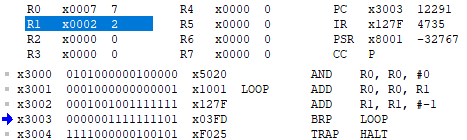 R0 x0007 7 R4 x0000 0 PC x3003 12291
R1 x0002 2 R5 x0000 0 IR x127F 4735
R2 x0000 0 R6 x0000 0 PSR x8001 -32767
R3 x0000 0 R7 x0000 0 CC P
x3000 0101000000100000 x5020 AND R0, R0, #0
x3001 0001000000000001 x1001 LOOP ADD R0, R0, R1
x3002 0001001001111111 x127F ADD R1, R1, #-1
x3003 0000001111111101 x03FD BRP LOOP
x3004 1111000000100101 xF025 TRAP HALT